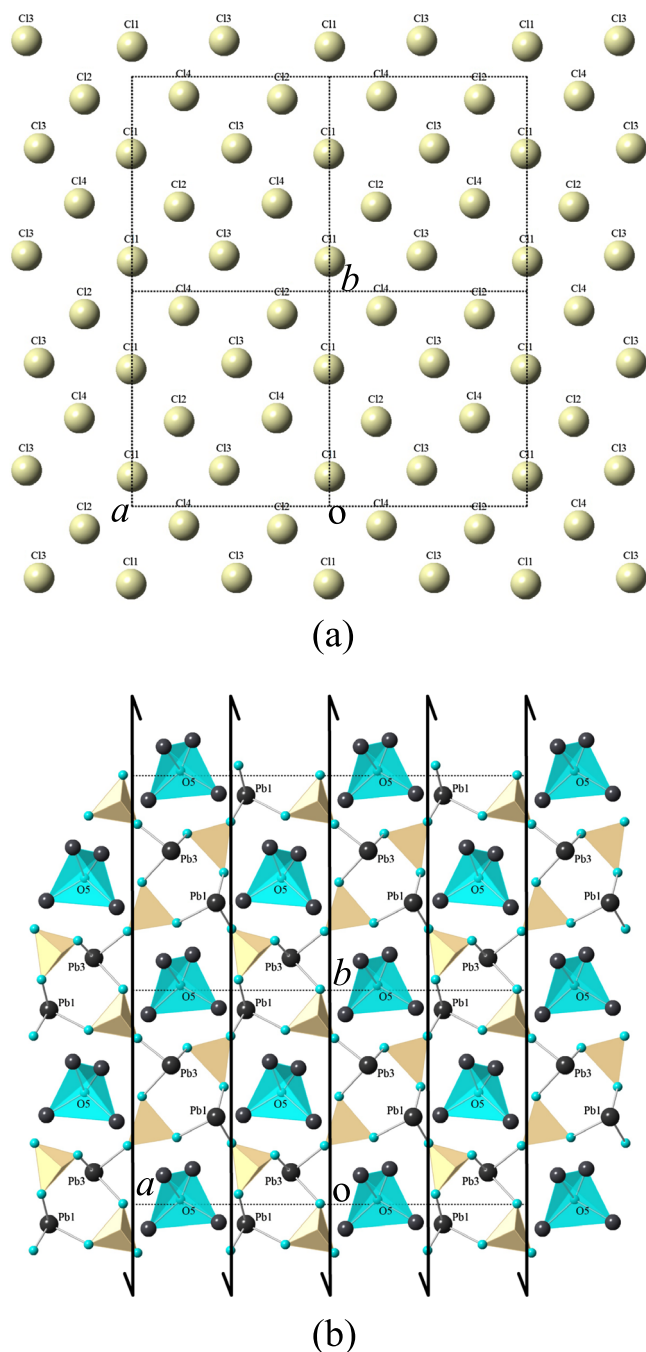 Cl3 Cl1 Cl3 Cl1 Cl3 Cl1 Cl3
Cl2 Cl4 Cl2 Cl4 Cl2 Cl4
Cl3 Cl1 Cl3 Cl1 Cl3 Cl1 Cl3
Cl4 Cl2 Cl4 Cl2 Cl4 Cl2
Cl3 Cl1 Cl3 Cl1 Cl3 Cl1 Cl3
b
Cl2 Cl4 Cl2 Cl4 Cl2 Cl4
Cl3 Cl1 Cl3 Cl1 Cl3 Cl1 Cl3
Cl4 Cl2 Cl4 Cl2 Cl4 Cl2
Cl3 Cl1 Cl3 Cl1 Cl3 Cl1 Cl3
a o
Cl2 Cl4 Cl2 Cl4 Cl2 Cl4
Cl3 Cl1 Cl3 Cl1 Cl3 Cl1 Cl3
(a)
O5 O5 O5
Pb1 Pb1
Pb3 Pb3 Pb3
O5 O5 O5
Pb1 Pb1 Pb1
Pb3 Pb3 b Pb3
O5 O5 O5
Pb1 Pb1 Pb1
Pb3 Pb3 Pb3
O5 O5 O5
Pb1 Pb1 Pb1
Pb3 a Pb3 o Pb3
O5 O5 O5
Pb1 Pb1 Pb1
(b)